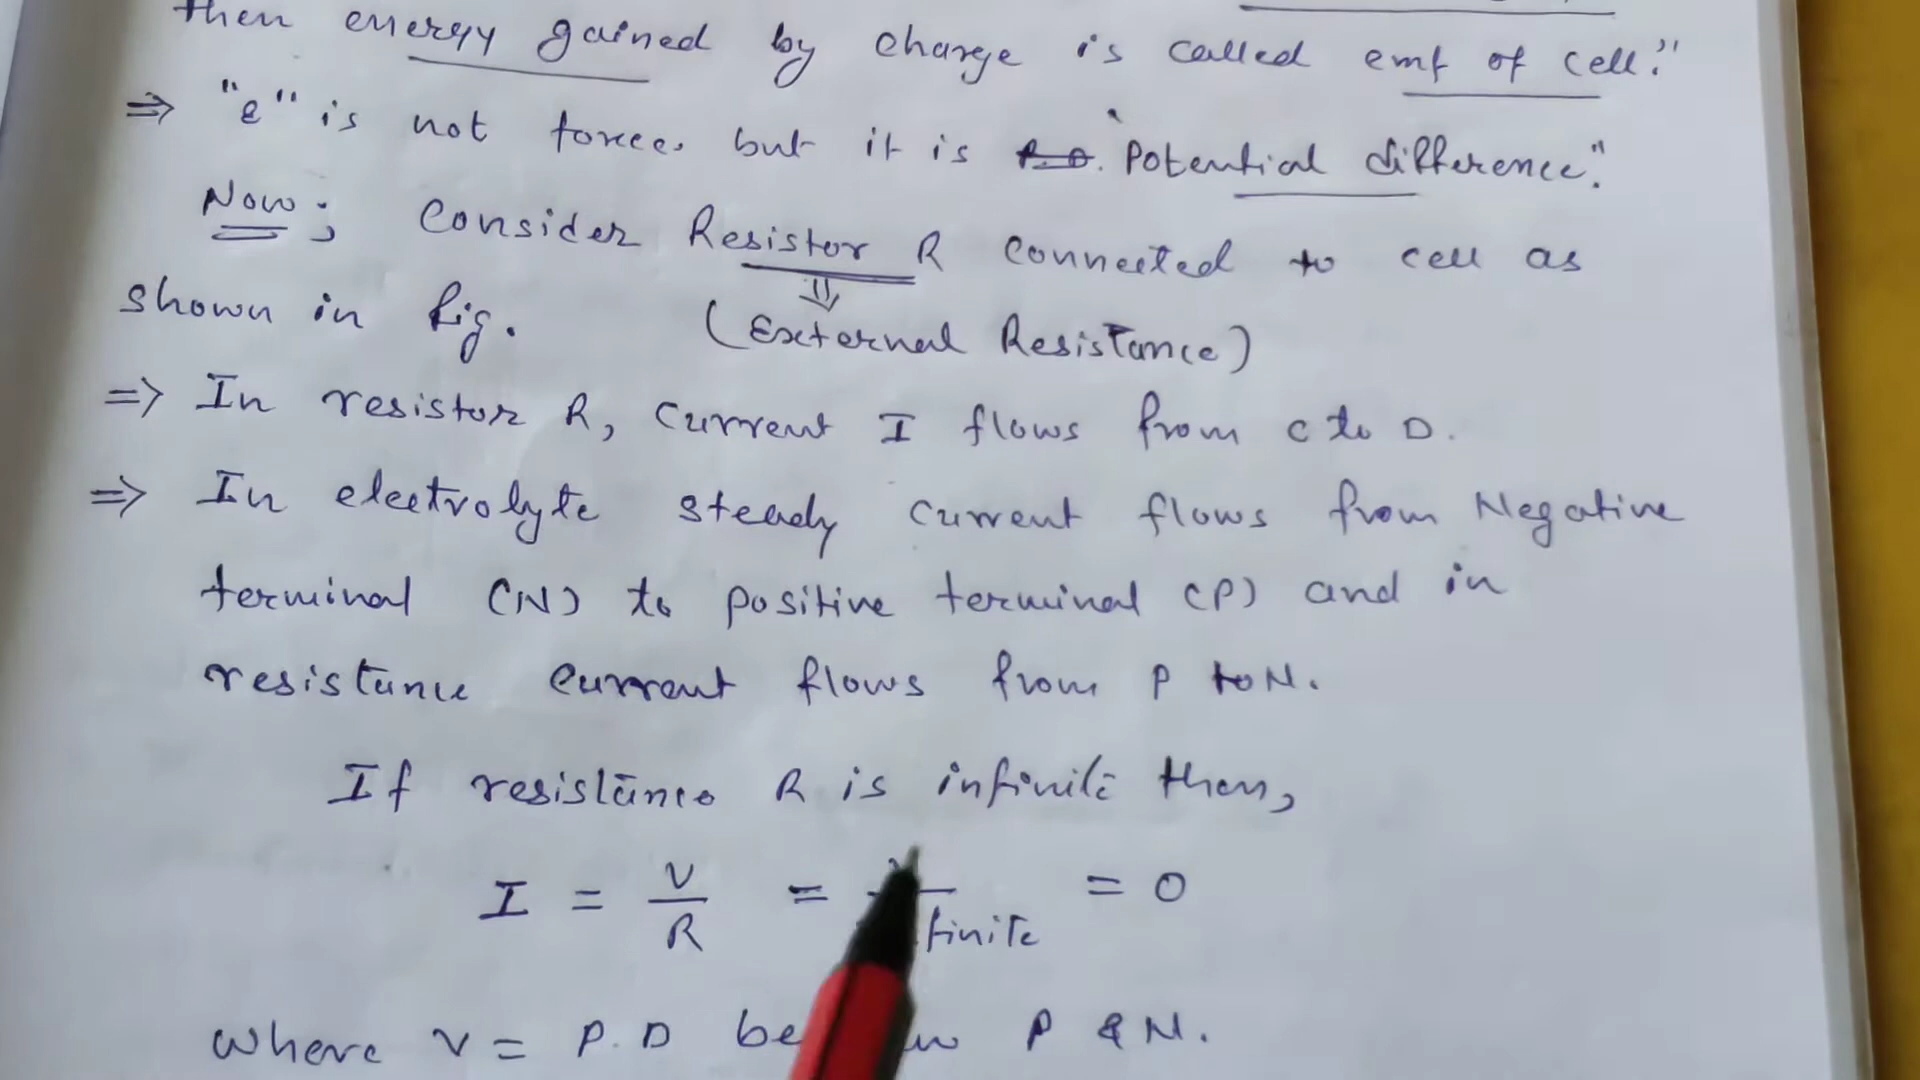 then energy gained by charge is called emf of cell."
⇒ "ε" is not force. but it is P.D. Potential difference."
Now; Consider Resistor R connected to cell as
shown in fig. (External Resistance)
⇒ In resistor R, current I flows from C to D.
⇒ In electrolyte steady current flows from Negative
terminal (N) to positive terminal (P) and in
resistance current flows from P to N.
If resistance R is infinite then,
I = V/R = finite = 0
where V = P.D P & N.